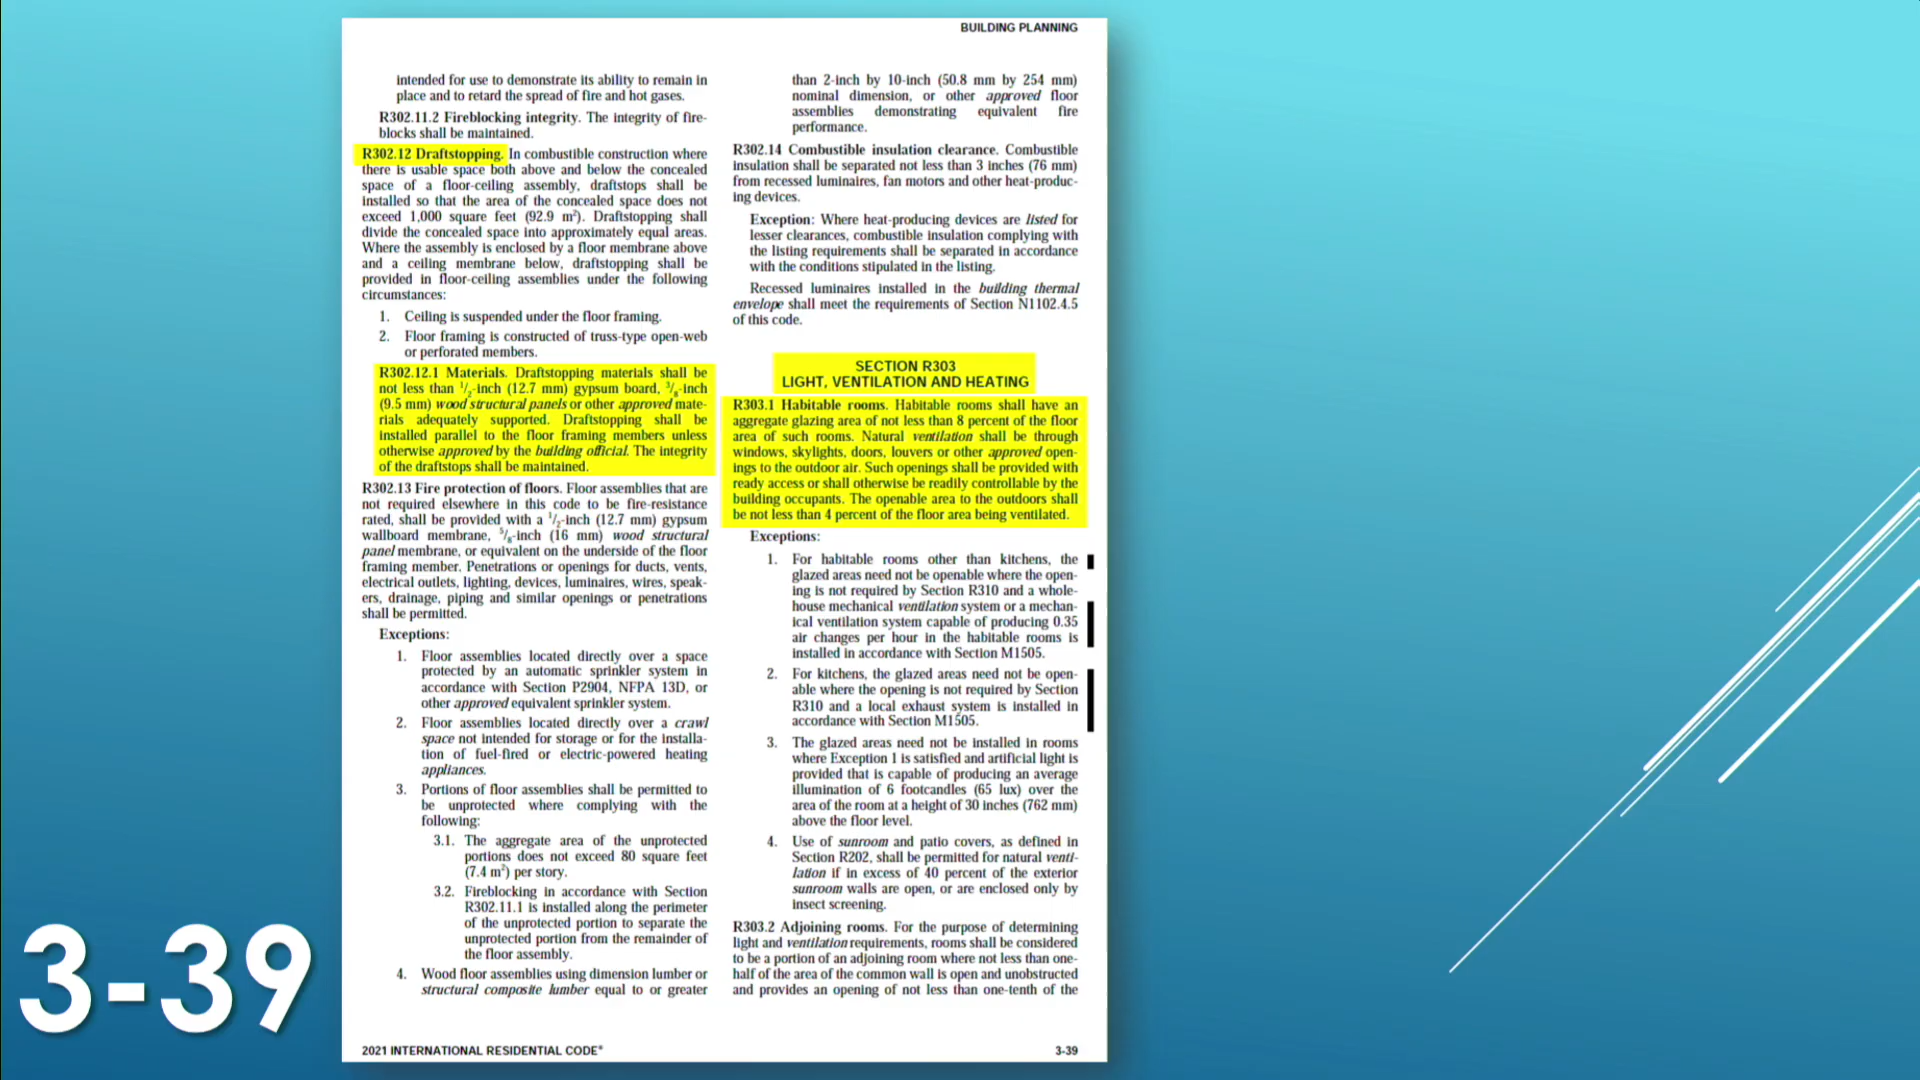 BUILDING PLANNING
intended for use to demonstrate its ability to remain in
place and to retard the spread of fire and hot gases.
R302.11.2 Fireblocking integrity. The integrity of fire-
blocks shall be maintained.
R302.12 Draftstopping. In combustible construction where
there is usable space both above and below the concealed
space of a floor-ceiling assembly, draftstops shall be
installed so that the area of the concealed space does not
exceed 1,000 square feet (92.9 m²). Draftstopping shall
divide the concealed space into approximately equal areas.
Where the assembly is enclosed by a floor membrane above
and a ceiling membrane below, draftstopping shall be
provided in floor-ceiling assemblies under the following
circumstances:
1. Ceiling is suspended under the floor framing.
2. Floor framing is constructed of truss-type open-web
or perforated members.
R302.12.1 Materials. Draftstopping materials shall be
not less than 1/2-inch (12.7 mm) gypsum board, 3/8-inch
(9.5 mm) wood structural panels or other approved mate-
rials adequately supported. Draftstopping shall be
installed parallel to the floor framing members unless
otherwise approved by the building official. The integrity
of the draftstops shall be maintained.
R302.13 Fire protection of floors. Floor assemblies that are
not required elsewhere in this code to be fire-resistance
rated, shall be provided with a 1/2-inch (12.7 mm) gypsum
wallboard membrane, 5/8-inch (16 mm) wood structural
panel membrane, or equivalent on the underside of the floor
framing member. Penetrations or openings for ducts, vents,
electrical outlets, lighting, devices, luminaires, wires, speak-
ers, drainage, piping and similar openings or penetrations
shall be permitted.
Exceptions:
1. Floor assemblies located directly over a space
protected by an automatic sprinkler system in
accordance with Section P2904, NFPA 13D, or
other approved equivalent sprinkler system.
2. Floor assemblies located directly over a crawl
space not intended for storage or for the installa-
tion of fuel-fired or electric-powered heating
appliances.
3. Portions of floor assemblies shall be permitted to
be unprotected where complying with the
following:
3.1. The aggregate area of the unprotected
portions does not exceed 80 square feet
(7.4 m²) per story.
3.2. Fireblocking in accordance with Section
R302.11.1 is installed along the perimeter
of the unprotected portion to separate the
unprotected portion from the remainder of
the floor assembly.
4. Wood floor assemblies using dimension lumber or
structural composite lumber equal to or greater
than 2-inch by 10-inch (50.8 mm by 254 mm)
nominal dimension, or other approved floor
assemblies demonstrating equivalent fire
performance.
R302.14 Combustible insulation clearance. Combustible
insulation shall be separated not less than 3 inches (76 mm)
from recessed luminaires, fan motors and other heat-produc-
ing devices.
Exception: Where heat-producing devices are listed for
lesser clearances, combustible insulation complying with
the listing requirements shall be separated in accordance
with the conditions stipulated in the listing.
Recessed luminaires installed in the building thermal
envelope shall meet the requirements of Section N1102.4.5
of this code.
SECTION R303
LIGHT, VENTILATION AND HEATING
R303.1 Habitable rooms. Habitable rooms shall have an
aggregate glazing area of not less than 8 percent of the floor
area of such rooms. Natural ventilation shall be through
windows, skylights, doors, louvers or other approved open-
ings to the outdoor air. Such openings shall be provided with
ready access or shall otherwise be readily controllable by the
building occupants. The openable area to the outdoors shall
be not less than 4 percent of the floor area being ventilated.
Exceptions:
1. For habitable rooms other than kitchens, the
glazed areas need not be openable where the open-
ing is not required by Section R310 and a whole-
house mechanical ventilation system or a mechan-
ical ventilation system capable of producing 0.35
air changes per hour in the habitable rooms is
installed in accordance with Section M1505.
2. For kitchens, the glazed areas need not be open-
able where the opening is not required by Section
R310 and a local exhaust system is installed in
accordance with Section M1505.
3. The glazed areas need not be installed in rooms
where Exception 1 is satisfied and artificial light is
provided that is capable of producing an average
illumination of 6 footcandles (65 lux) over the
area of the room at a height of 30 inches (762 mm)
above the floor level.
4. Use of sunroom and patio covers, as defined in
Section R202, shall be permitted for natural venti-
lation if in excess of 40 percent of the exterior
sunroom walls are open, or are enclosed only by
insect screening.
R303.2 Adjoining rooms. For the purpose of determining
light and ventilation requirements, rooms shall be considered
to be a portion of an adjoining room where not less than one-
half of the area of the common wall is open and unobstructed
and provides an opening of not less than one-tenth of the
2021 INTERNATIONAL RESIDENTIAL CODE®
3-39
3-39